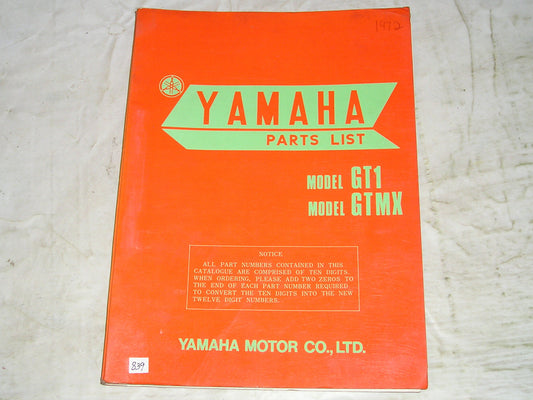 1972
YAMAHA
PARTS LIST
MODEL GT1
MODEL GTMX
NOTICE
ALL PART NUMBERS CONTAINED IN THIS
CATALOGUE ARE COMPRISED OF TEN DIGITS.
WHEN ORDERING, PLEASE ADD TWO ZEROS TO
THE END OF EACH PART NUMBER REQUIRED
TO CONVERT THE TEN DIGITS INTO THE NEW
TWELVE DIGIT NUMBERS.
YAMAHA MOTOR CO., LTD.
839